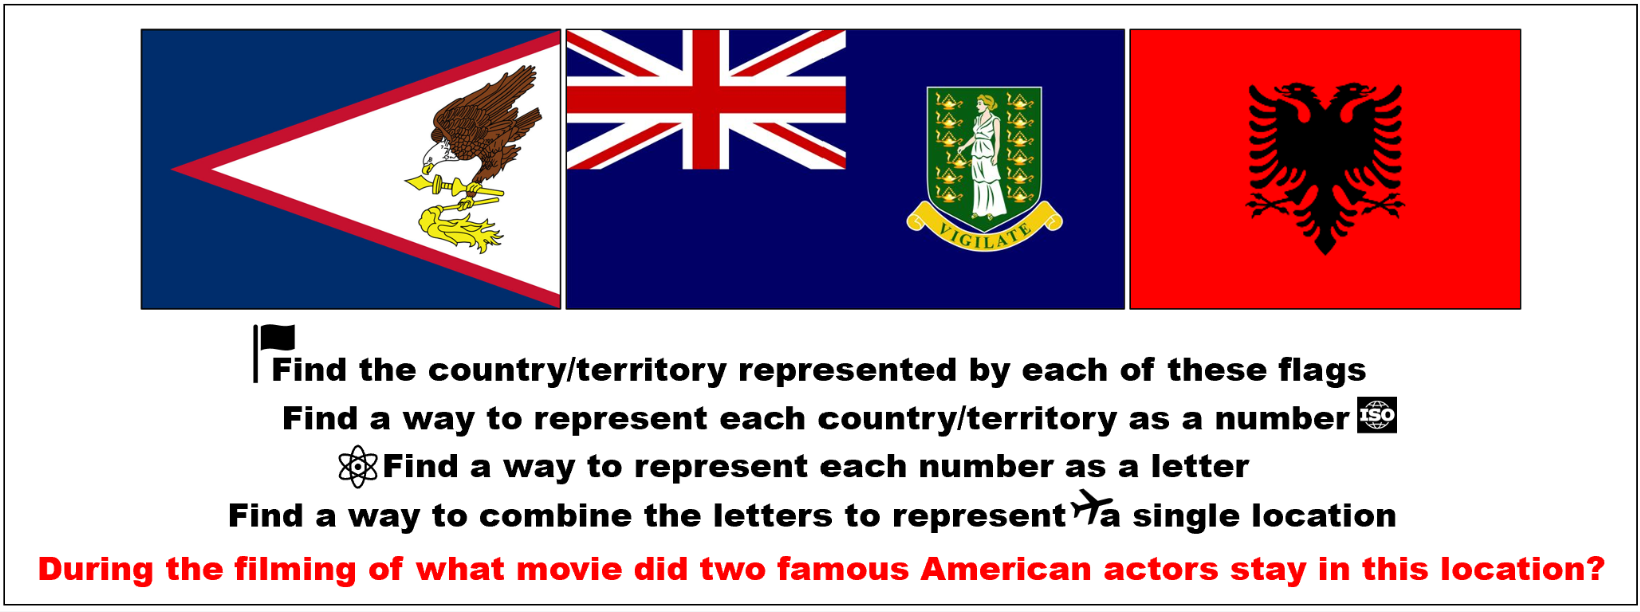 VIGILATE
Find the country/territory represented by each of these flags
Find a way to represent each country/territory as a number ISO
Find a way to represent each number as a letter
Find a way to combine the letters to represent a single location
During the filming of what movie did two famous American actors stay in this location?